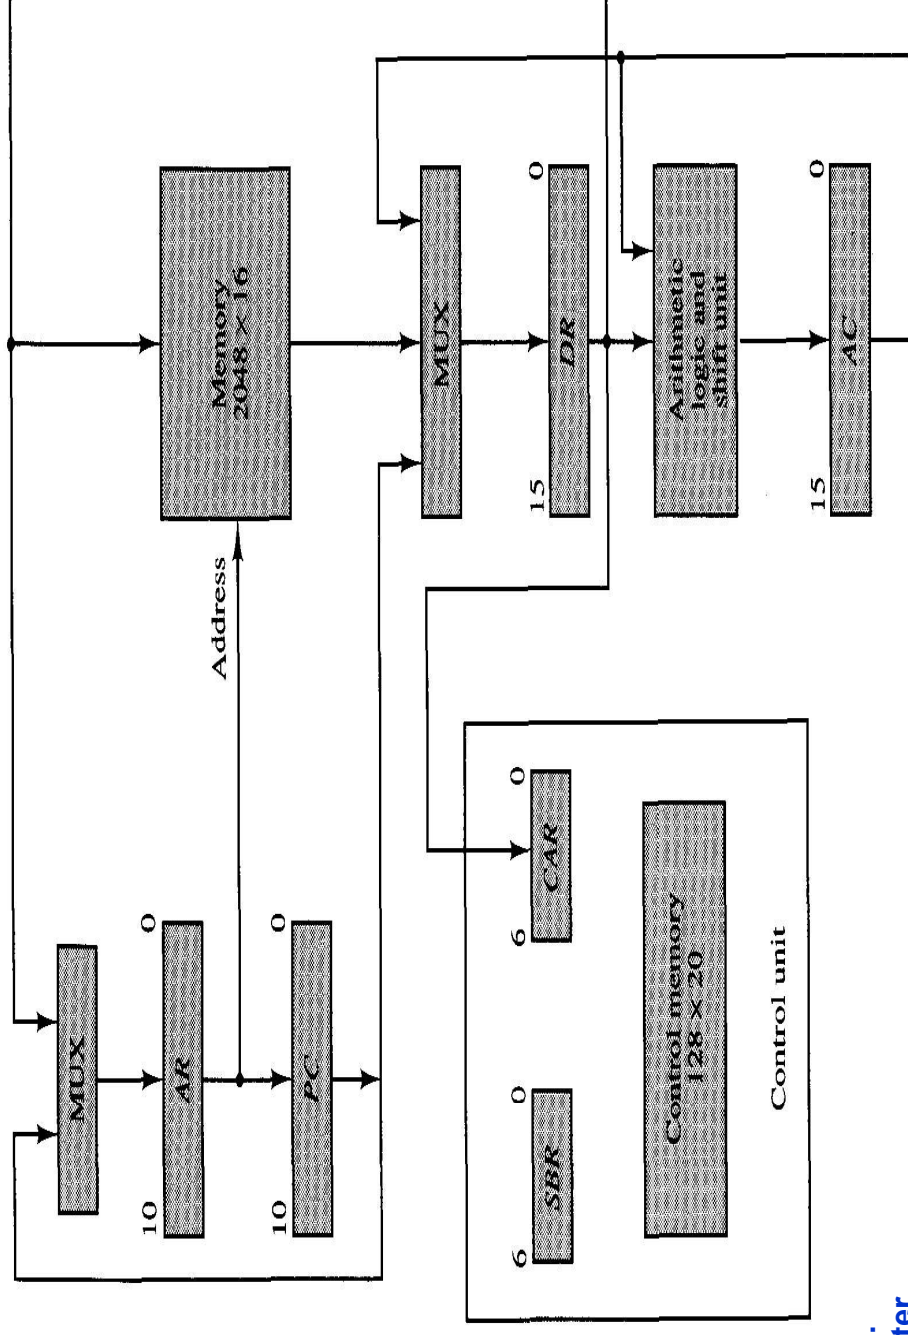 MUX
10 0
AR
Address
Memory
2048 × 16
10 0
PC
MUX
6 0 6 0
SBR CAR
15 0
DR
Control memory
128 × 20
Arithmetic
logic and
shift unit
Control unit
15 0
AC